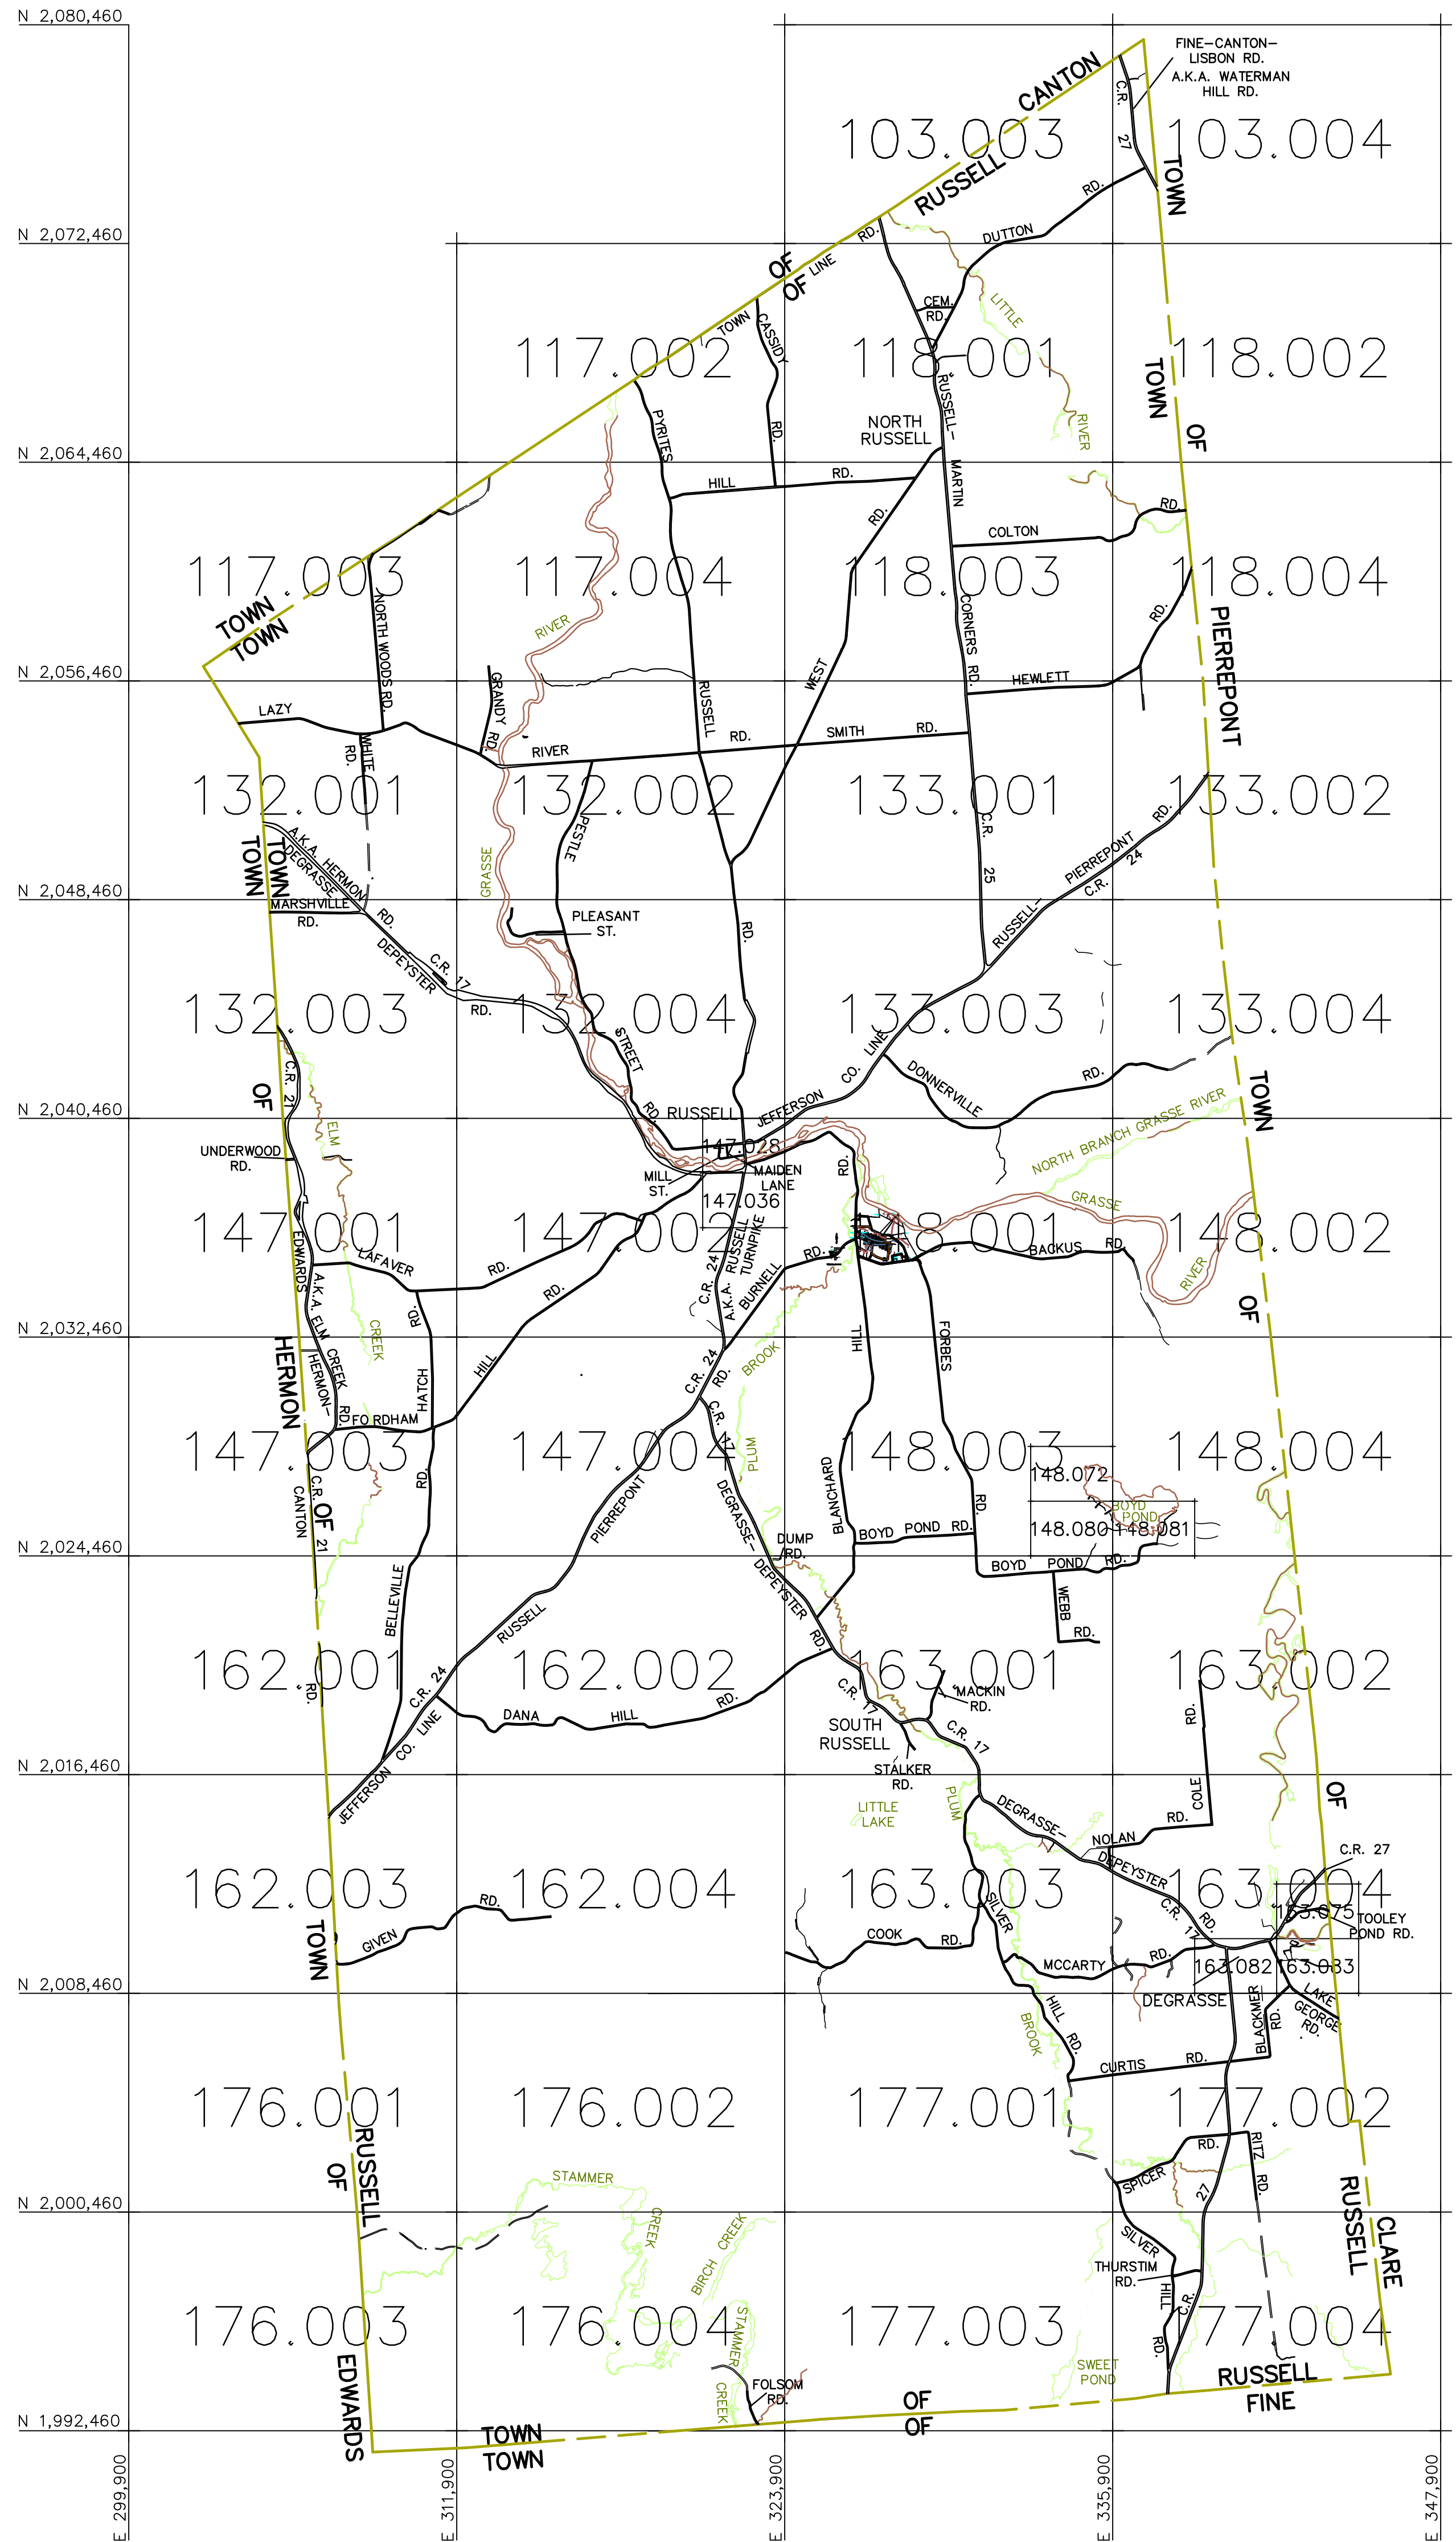 N 2,080,460
FINE-CANTON-
LISBON RD.
A.K.A. WATERMAN
HILL RD.
CANTON
C.R.
27
103.003
103.004
RUSSELL
TOWN
RD.
N 2,072,460
DUTTON
RD.
LINE
OF
OF
TOWN
CASSIDY
RD.
CEM.
RD.
LITTLE
RIVER
117.002
118.001
118.002
TOWN
OF
PYRITES
RUSSELL-
MARTIN
NORTH
RUSSELL
N 2,064,460
HILL
RD.
RD.
RD.
COLTON
117.003
117.004
118.003
118.004
TOWN
TOWN
NORTH WOODS RD.
RIVER
CORNERS
RD.
RD.
PIERREPONT
N 2,056,460
WEST
HEWLETT
LAZY
GRANDY
RD.
RUSSELL
WHITE
RD.
RIVER
RD.
SMITH
RD.
132.001
132.002
133.001
133.002
A.K.A. HERMON
DEGRASSE
RD.
TOWN
TOWN
PESTLE
C.R.
25
RD.
PIERREPONT
C.R. 24
RUSSELL-
GRASSE
N 2,048,460
MARSHVILLE
RD.
PLEASANT
ST.
RD.
DEPEYSTER
C.R. 17
RD.
132.003
132.004
133.003
133.004
C.R. 21
OF
STREET
RD.
CO. LINE
DONNERVILLE
RD.
TOWN
N 2,040,460
RUSSELL
JEFFERSON
ELM
UNDERWOOD
RD.
147.028
MAIDEN
LANE
MILL
ST.
147.036
RD.
NORTH BRANCH GRASSE RIVER
GRASSE
147.001
147.002
148.001
148.002
EDWARDS
LAFAVER
RD.
RD.
C.R. 24
A.K.A. RUSSELL
TURNPIKE
BURNELL
RD.
BACKUS
RD.
RIVER
OF
RD.
A.K.A. ELM CREEK
RD.
HERMON-
N 2,032,460
HERMON
CREEK
HATCH
HILL
C.R. 24
RD.
BROOK
HILL
FORBES
FORDHAM
C.R. 17
PLUM
147.003
147.004
148.003
148.004
148.072
C.R.
21
CANTON
OF
RD.
PIERREPONT
DEGRASSE-
BLANCHARD
RD.
BOYD
POND
148.080
148.081
DUMP
RD.
BOYD POND RD.
N 2,024,460
BOYD POND RD.
BELLEVILLE
RUSSELL
DEPEYSTER
RD.
WEBB
RD.
162.001
162.002
163.001
163.002
RD.
C.R. 24
DANA HILL RD.
C.R. 17
MACKIN
RD.
RD.
SOUTH
RUSSELL
C.R. 17
N 2,016,460
CO. LINE
JEFFERSON
STALKER
RD.
COLE
LITTLE
LAKE
PLUM
DEGRASSE-
RD.
NOLAN
OF
C.R. 27
DEPEYSTER
162.003
162.004
163.003
163.004
163.075
TOWN
RD.
GIVEN
SILVER
C.R. 17
RD.
TOOLEY
POND RD.
COOK
RD.
MCCARTY
RD.
163.082
163.083
N 2,008,460
DEGRASSE
HILL
RD.
BROOK
BLACKMER
RD.
LAKE
GEORGE
RD.
CURTIS
RD.
176.001
176.002
177.001
177.002
RUSSELL
OF
RD.
RITZ
RD.
STAMMER
CREEK
SPICER
N 2,000,460
27
BIRCH CREEK
SILVER
RUSSELL
CLARE
THURSTIM
RD.
HILL
RD.
C.R.
176.003
176.004
177.003
177.004
STAMMER
CREEK
EDWARDS
FOLSOM
RD.
SWEET
POND
RUSSELL
FINE
OF
OF
N 1,992,460
TOWN
TOWN
E 299,900
E 311,900
E 323,900
E 335,900
E 347,900